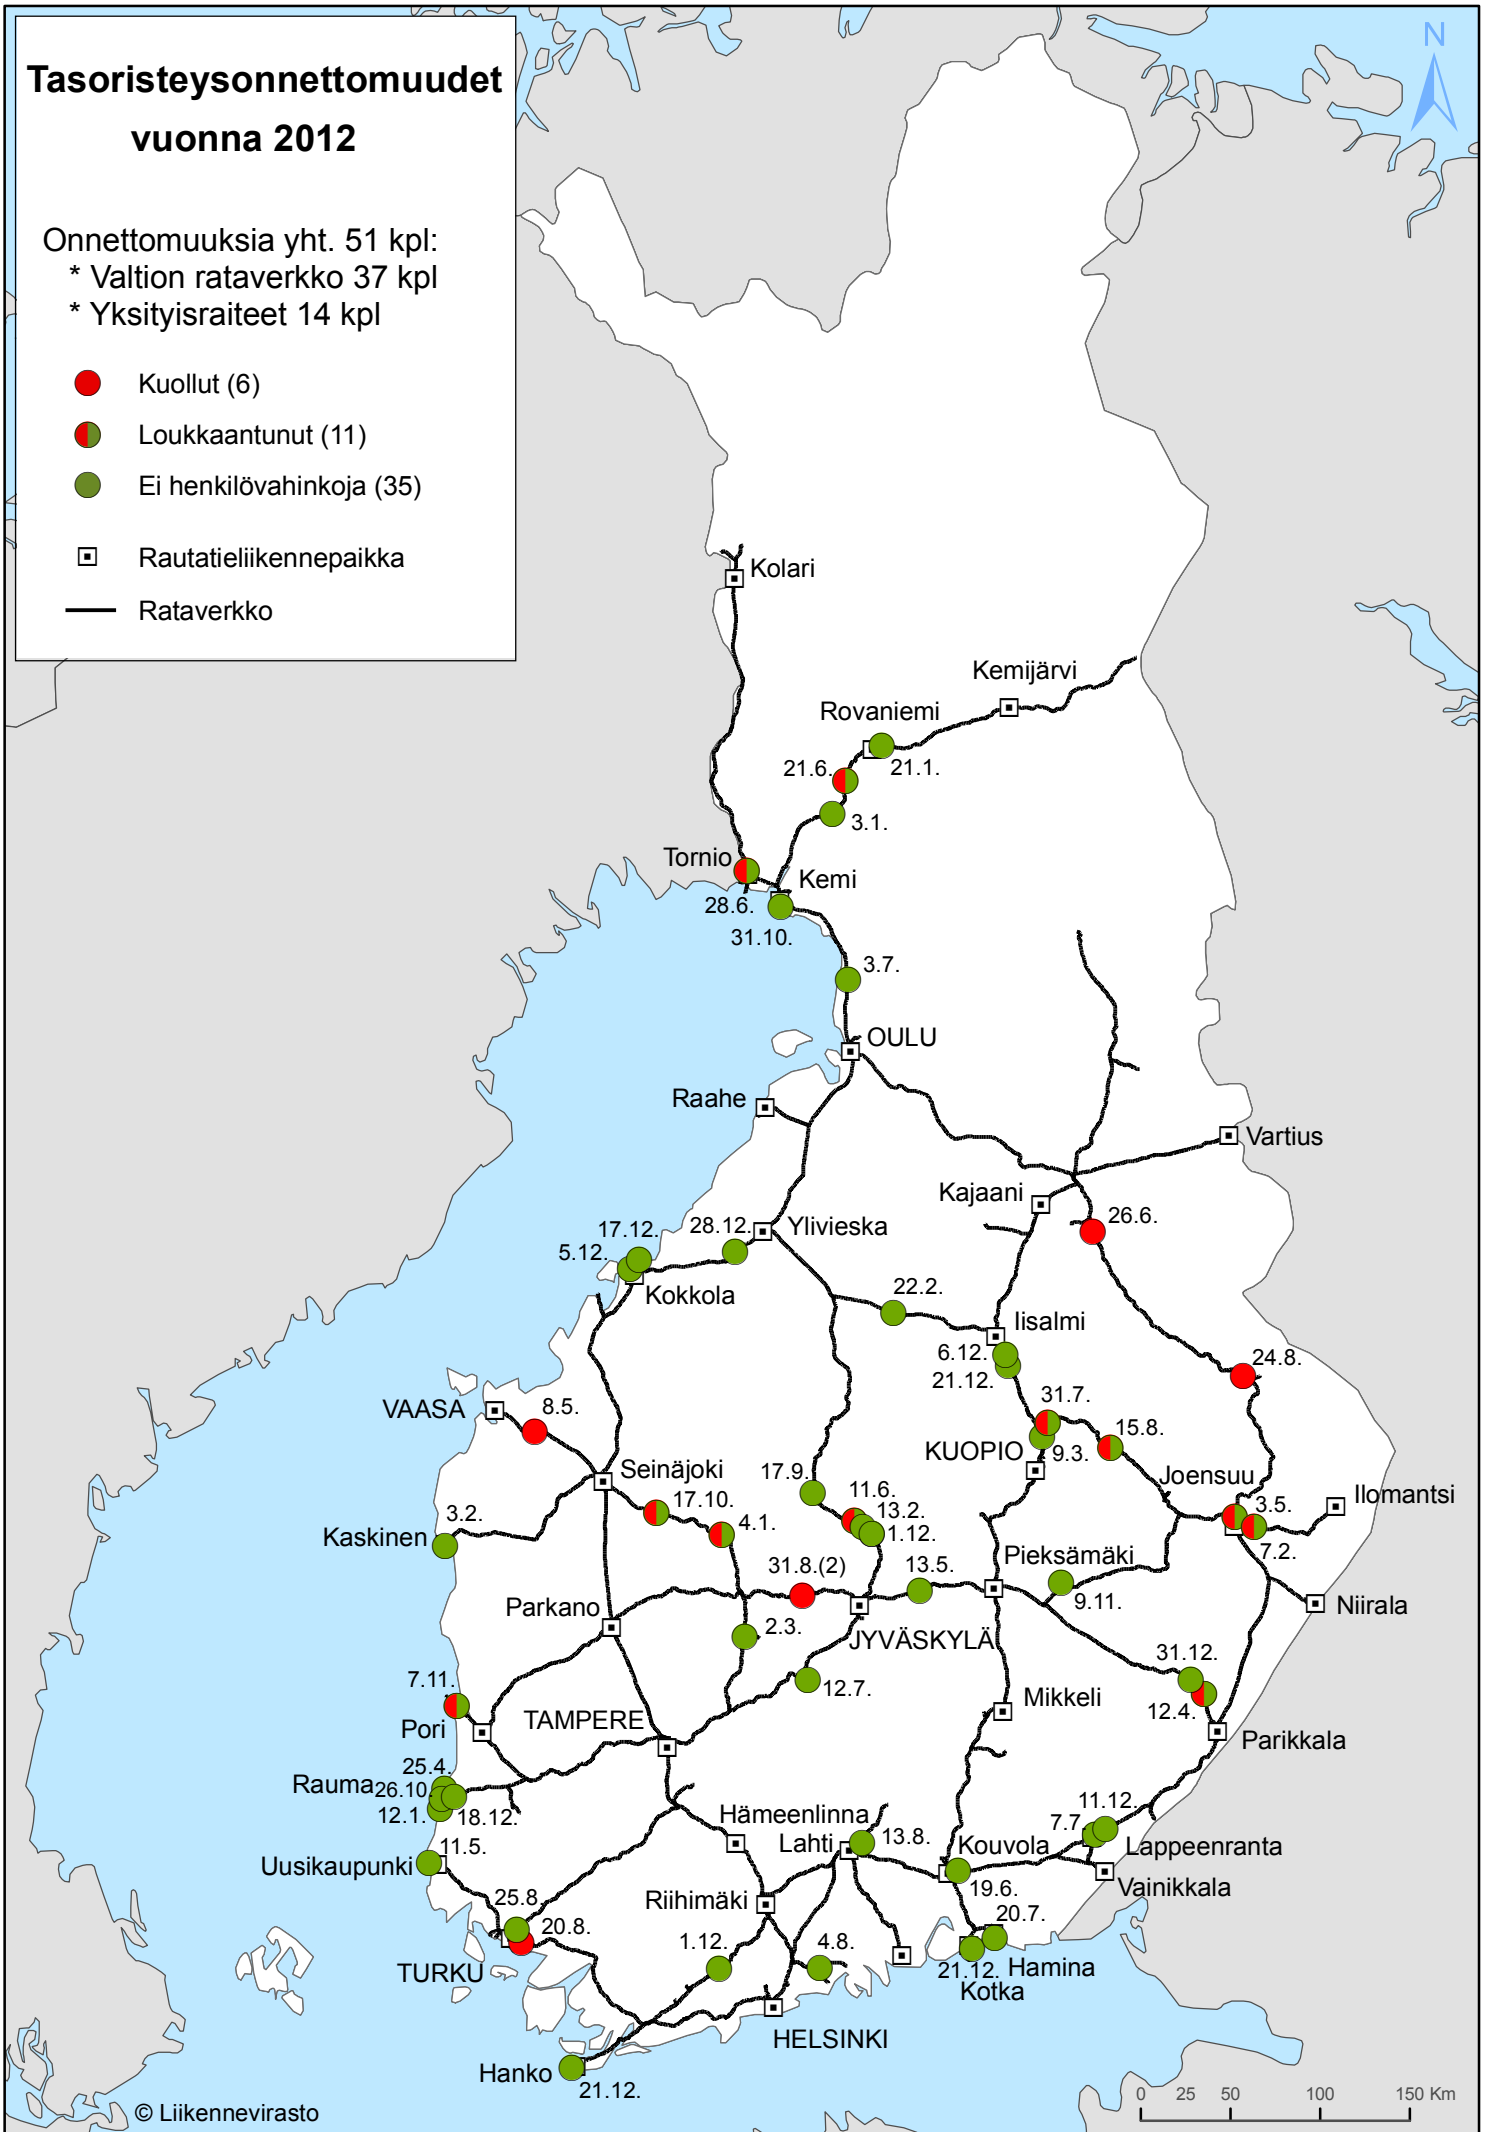 Tasoristeysonnettomuudet
vuonna 2012
Onnettomuuksia yht. 51 kpl:
* Valtion rataverkko 37 kpl
* Yksityisraiteet 14 kpl
Kuollut (6)
Loukkaantunut (11)
Ei henkilövahinkoja (35)
Rautatieliikennepaikka
Rataverkko
N
Kolari
Kemijärvi
Rovaniemi
21.6.
21.1.
3.1.
Tornio
Kemi
28.6.
31.10.
3.7.
OULU
Raahe
Vartius
Kajaani
26.6.
Ylivieska
28.12.
17.12.
5.12.
Kokkola
22.2.
Iisalmi
6.12.
21.12.
24.8.
31.7.
15.8.
KUOPIO
9.3.
VAASA
8.5.
Seinäjoki
17.10.
4.1.
17.9.
11.6.
13.2.
1.12.
Joensuu
3.5.
Ilomantsi
7.2.
3.2.
Kaskinen
31.8.(2)
13.5.
Pieksämäki
9.11.
Niirala
Parkano
2.3.
JYVÄSKYLÄ
12.7.
31.12.
12.4.
Mikkeli
Parikkala
7.11.
Pori
TAMPERE
25.4.
Rauma
26.10.
12.1.
18.12.
Hämeenlinna
Lahti
13.8.
Kouvola
7.7.
11.12.
Lappeenranta
Vainikkala
11.5.
Uusikaupunki
19.6.
25.8.
20.8.
TURKU
Riihimäki
1.12.
4.8.
20.7.
21.12.
Hamina
Kotka
HELSINKI
Hanko
21.12.
© Liikennevirasto
0 25 50 100 150 Km